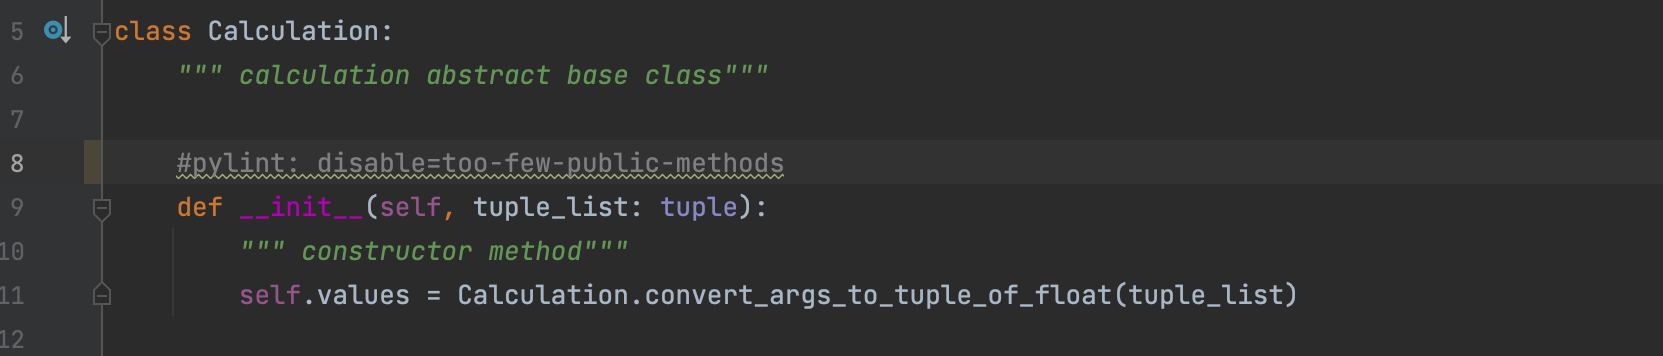 5 class Calculation:
6 """ calculation abstract base class"""
7
8 #pylint: disable=too-few-public-methods
9 def __init__(self, tuple_list: tuple):
10 """ constructor method"""
11 self.values = Calculation.convert_args_to_tuple_of_float(tuple_list)
12